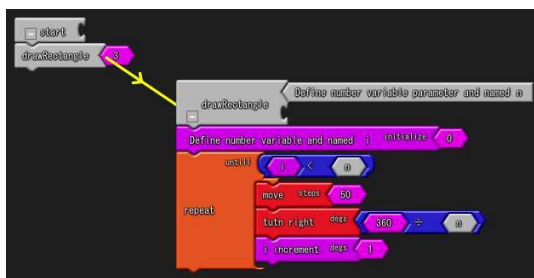 start
drawRectangle 3
Define number variable parameter and named n
drawRectangle
Define number variable and named i initialize 0
until) i < n
move steps 50
repeat
tutn right degs 360 ÷ n
i increment degs 1